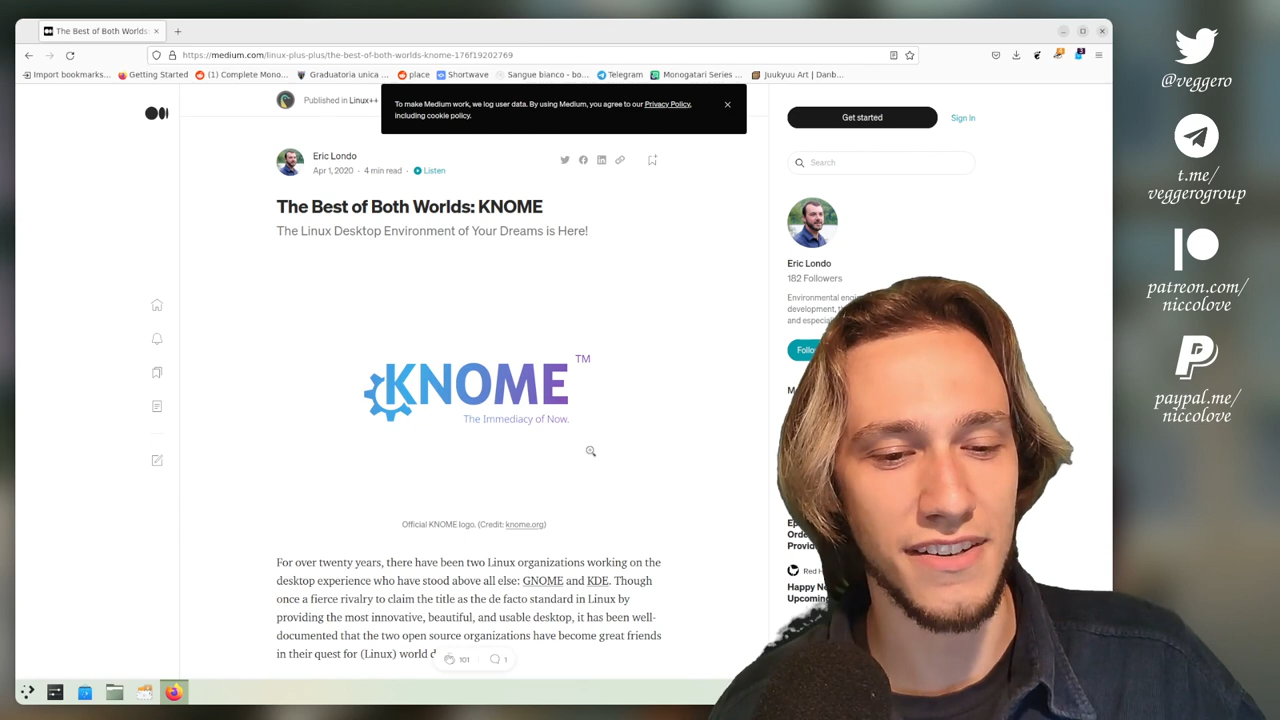 The Best of Both Worlds:
https://medium.com/linux-plus-plus/the-best-of-both-worlds-knome-176f19202769
Import bookmarks...
Getting Started
(1) Complete Mono...
Graduatoria unica ...
place
Shortwave
Sangue bianco - bo...
Telegram
Monogatari Series ...
Juukyuu Art | Danb...
Published in Linux++
To make Medium work, we log user data. By using Medium, you agree to our Privacy Policy,
including cookie policy.
Get started
Sign In
Search
Eric Londo
Apr 1, 2020 · 4 min read · Listen
The Best of Both Worlds: KNOME
The Linux Desktop Environment of Your Dreams is Here!
KNOME TM
The Immediacy of Now.
Official KNOME logo. (Credit: knome.org)
For over twenty years, there have been two Linux organizations working on the
desktop experience who have stood above all else: GNOME and KDE. Though
once a fierce rivalry to claim the title as the de facto standard in Linux by
providing the most innovative, beautiful, and usable desktop, it has been well-
documented that the two open source organizations have become great friends
in their quest for (Linux) world
101
1
Eric Londo
182 Followers
Environmental
development,
and
Red H
Happy
Upcoming
@veggero
t.me/
veggerogroup
patreon.com/
niccolove
paypal.me/
niccolove